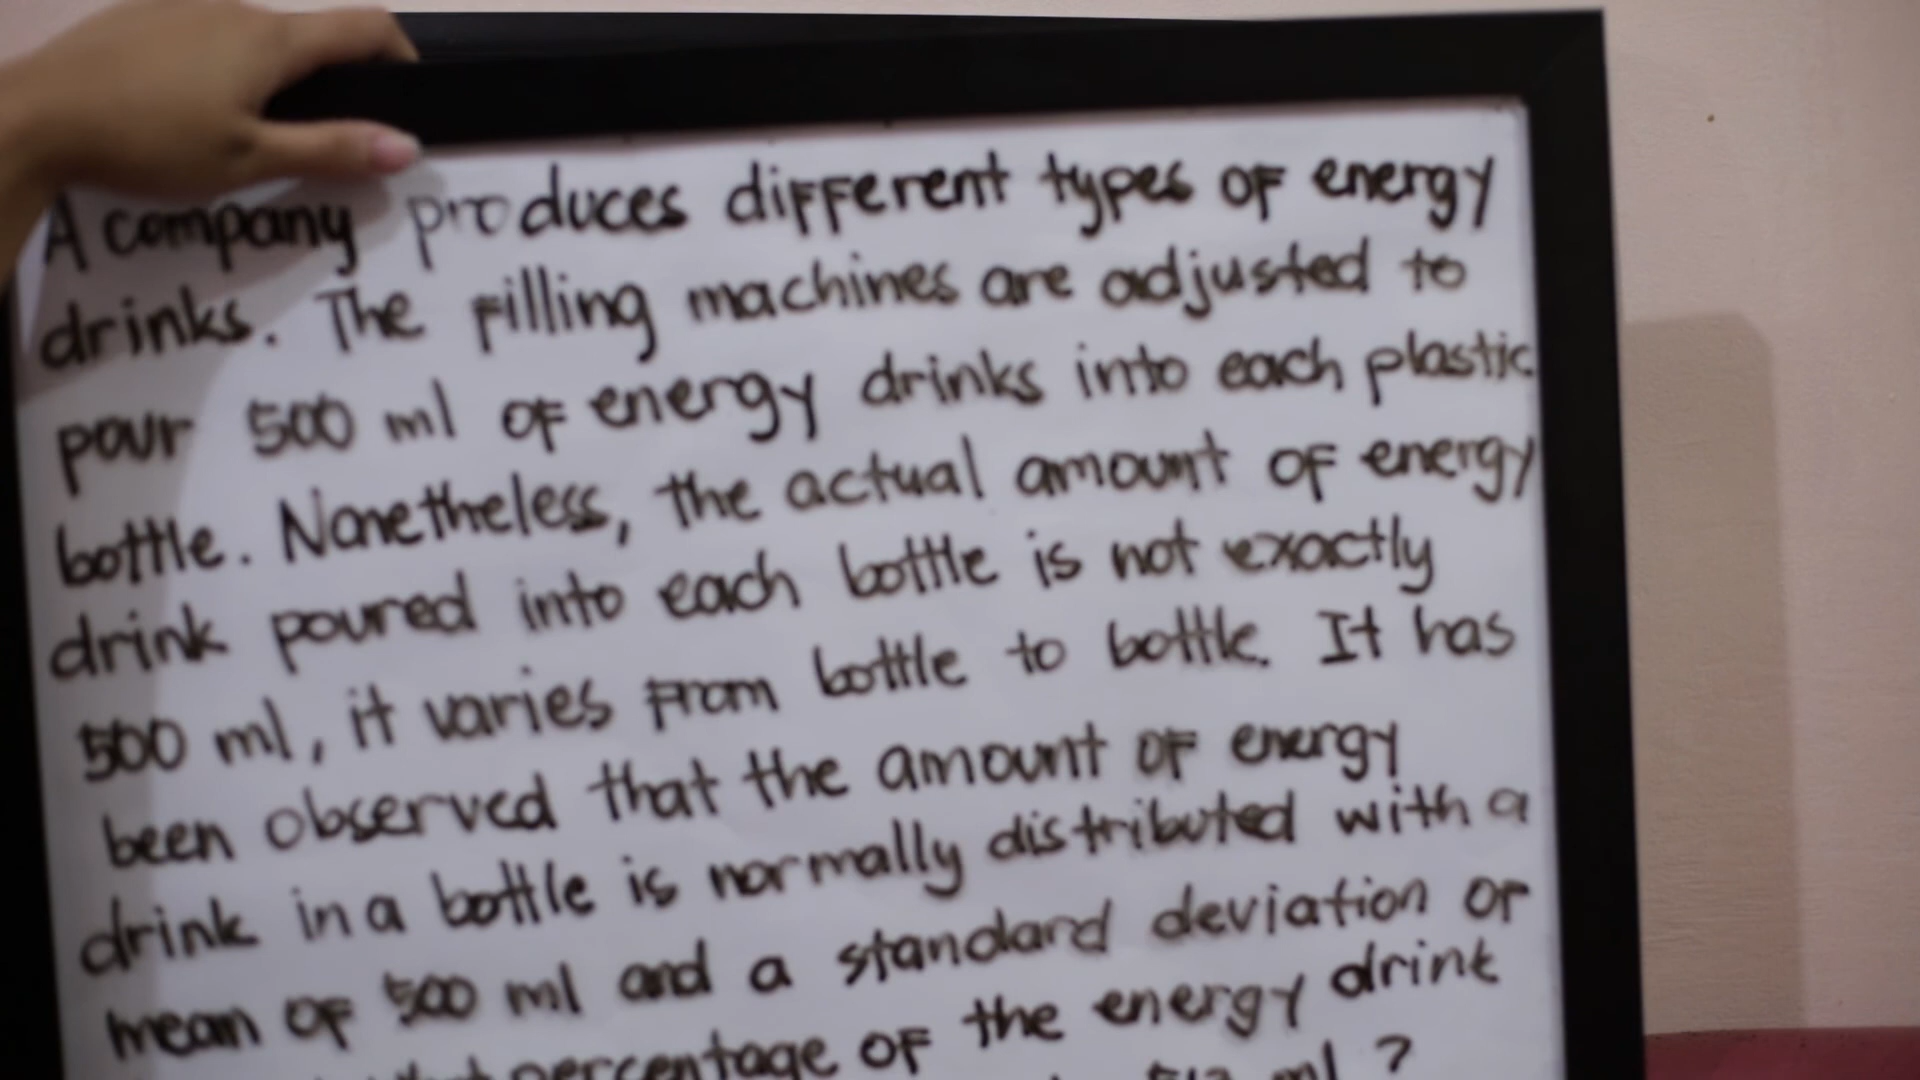 A company produces different types of energy
drinks. The filling machines are adjusted to
pour 500 ml of energy drinks into each plastic
bottle. Nonetheless, the actual amount of energy
drink poured into each bottle is not exactly
500 ml, it varies from bottle to bottle. It has
been observed that the amount of energy
drink in a bottle is normally distributed with a
mean of 500 ml and a standard deviation of
percentage of the energy drink
ml ?